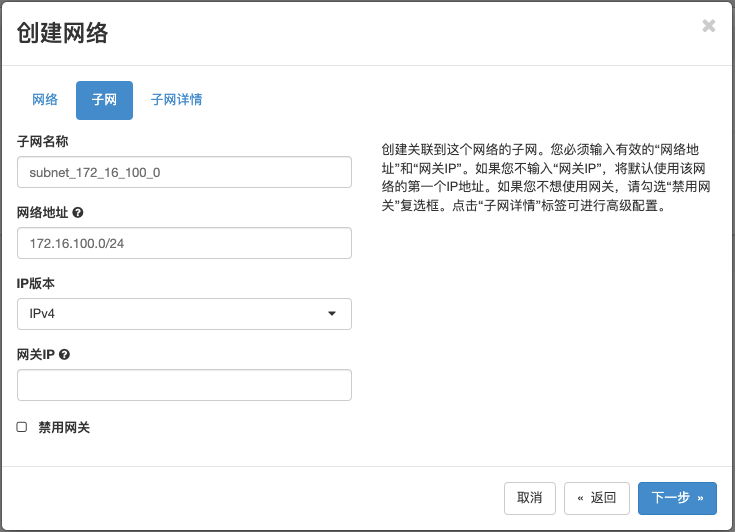 创建网络
×
网络 子网 子网详情
子网名称
subnet_172_16_100_0
网络地址 ?
172.16.100.0/24
IP版本
IPv4
网关IP ?
禁用网关
创建关联到这个网络的子网。您必须输入有效的“网络地
址”和“网关IP”。如果您不输入“网关IP”，将默认使用该网
络的第一个IP地址。如果您不想使用网关，请勾选“禁用网
关”复选框。点击“子网详情”标签可进行高级配置。
取消 « 返回 下一步 »